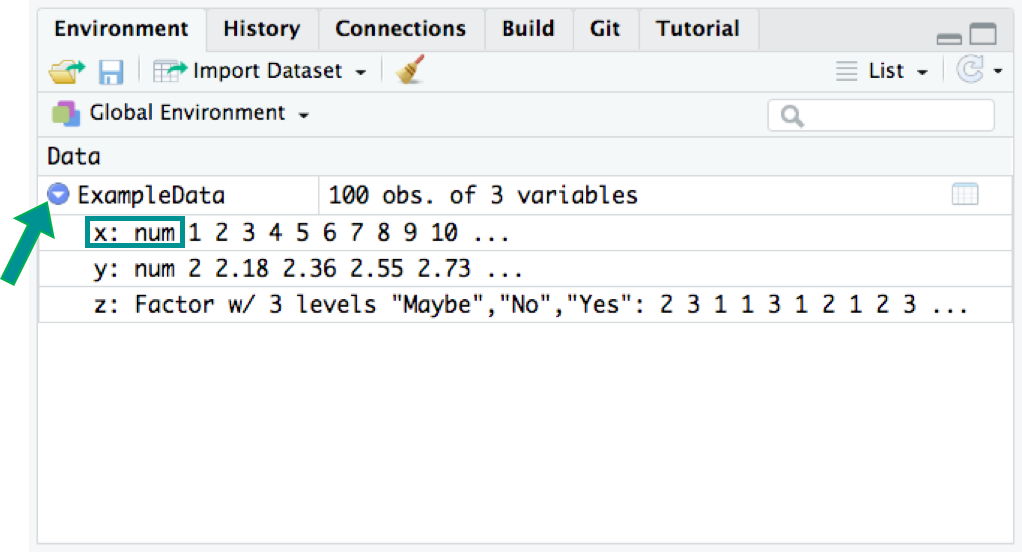 Environment History Connections Build Git Tutorial
Import Dataset List
Global Environment
Data
ExampleData 100 obs. of 3 variables
x: num 1 2 3 4 5 6 7 8 9 10 ...
y: num 2 2.18 2.36 2.55 2.73 ...
z: Factor w/ 3 levels "Maybe","No","Yes": 2 3 1 1 3 1 2 1 2 3 ...